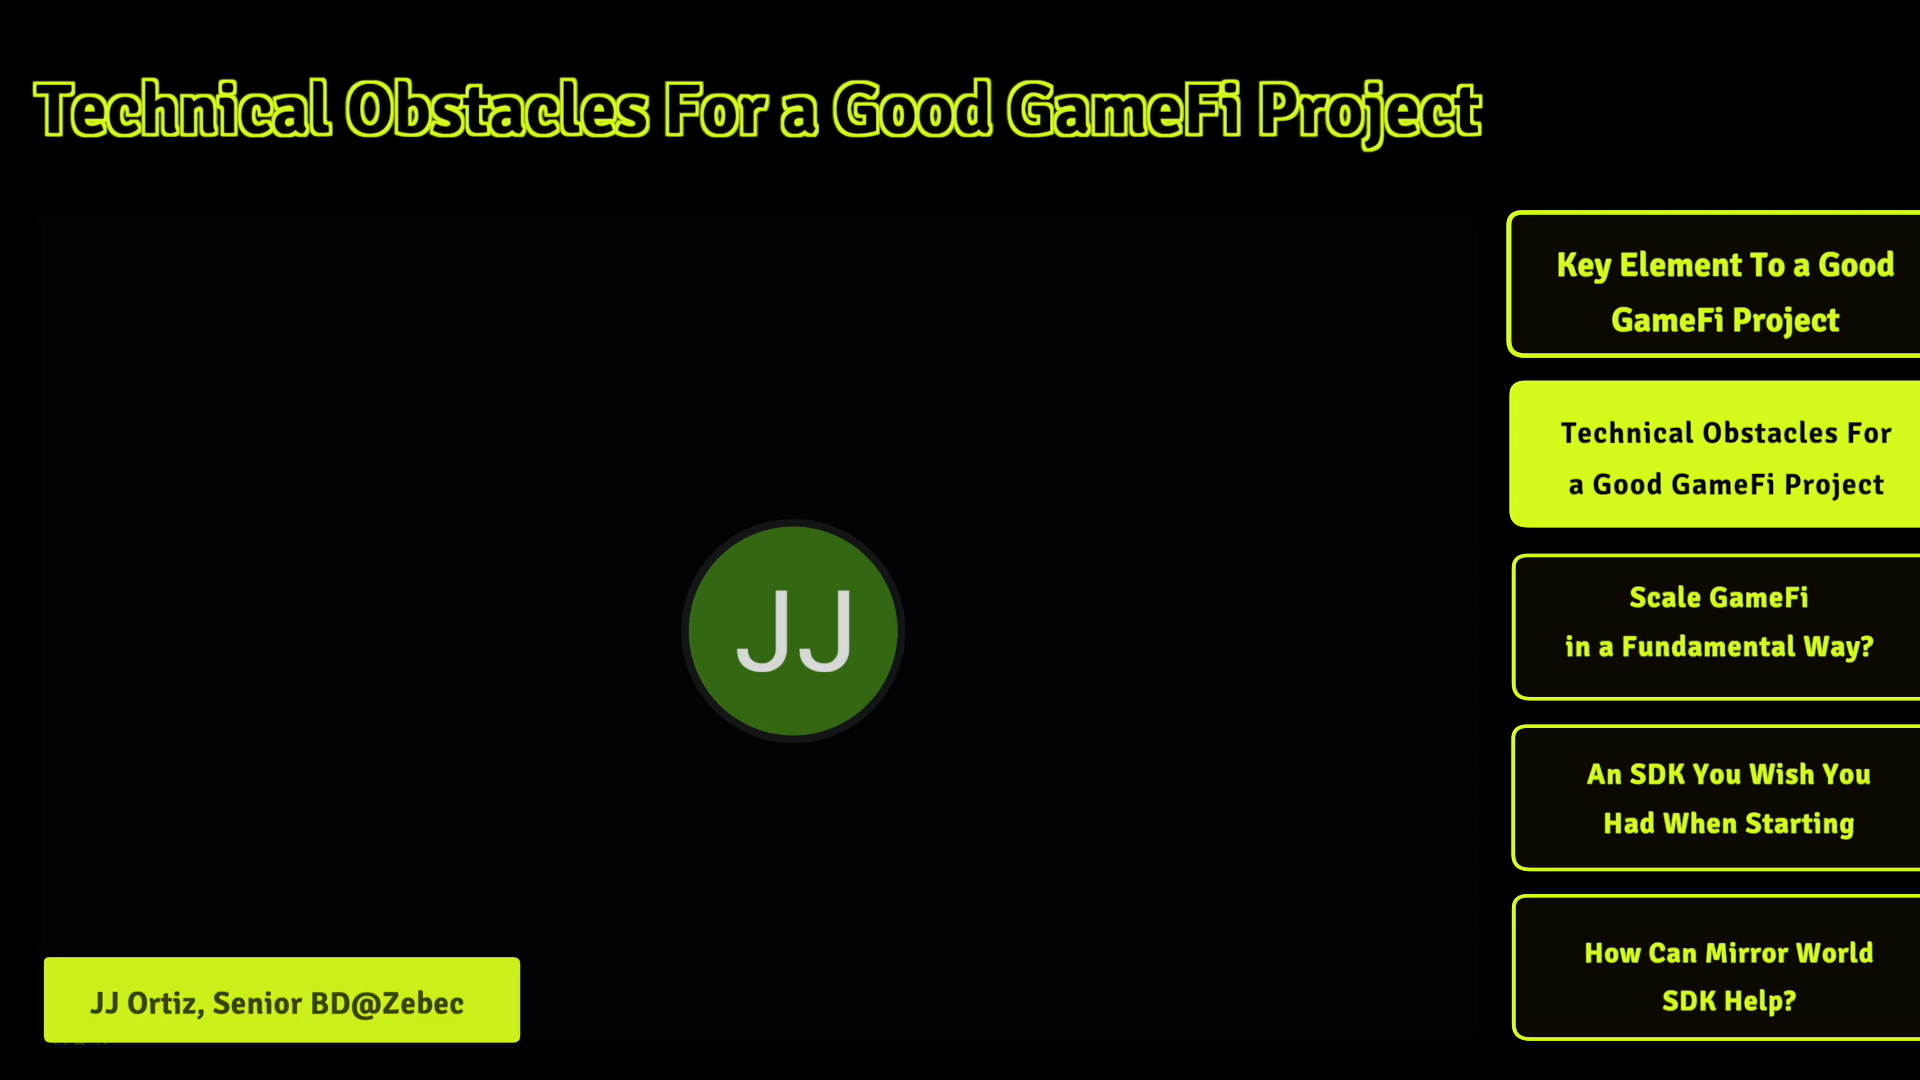 Technical Obstacles For a Good GameFi Project
Key Element To a Good
GameFi Project
Technical Obstacles For
a Good GameFi Project
Scale GameFi
in a Fundamental Way?
An SDK You Wish You
Had When Starting
How Can Mirror World
SDK Help?
JJ
JJ Ortiz, Senior BD@Zebec